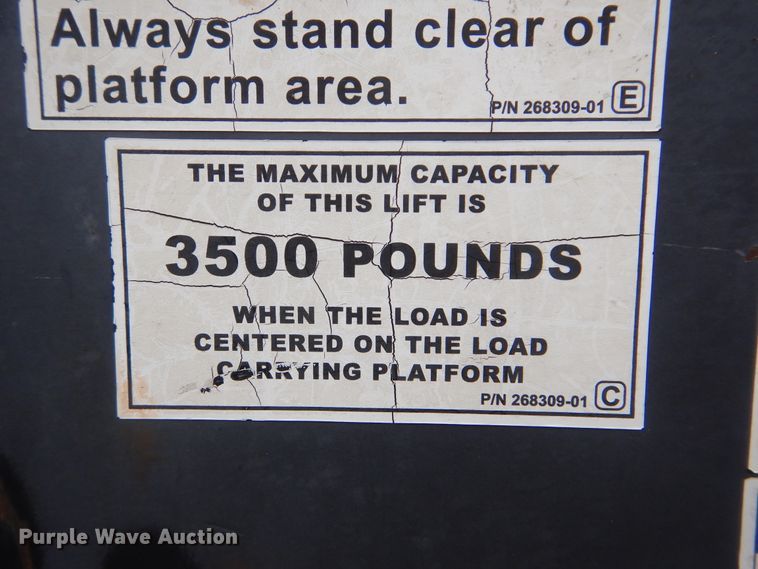 Always stand clear of
platform area.
P/N 268309-01 E
THE MAXIMUM CAPACITY
OF THIS LIFT IS
3500 POUNDS
WHEN THE LOAD IS
CENTERED ON THE LOAD
CARRYING PLATFORM
P/N 268309-01 C
Purple Wave Auction